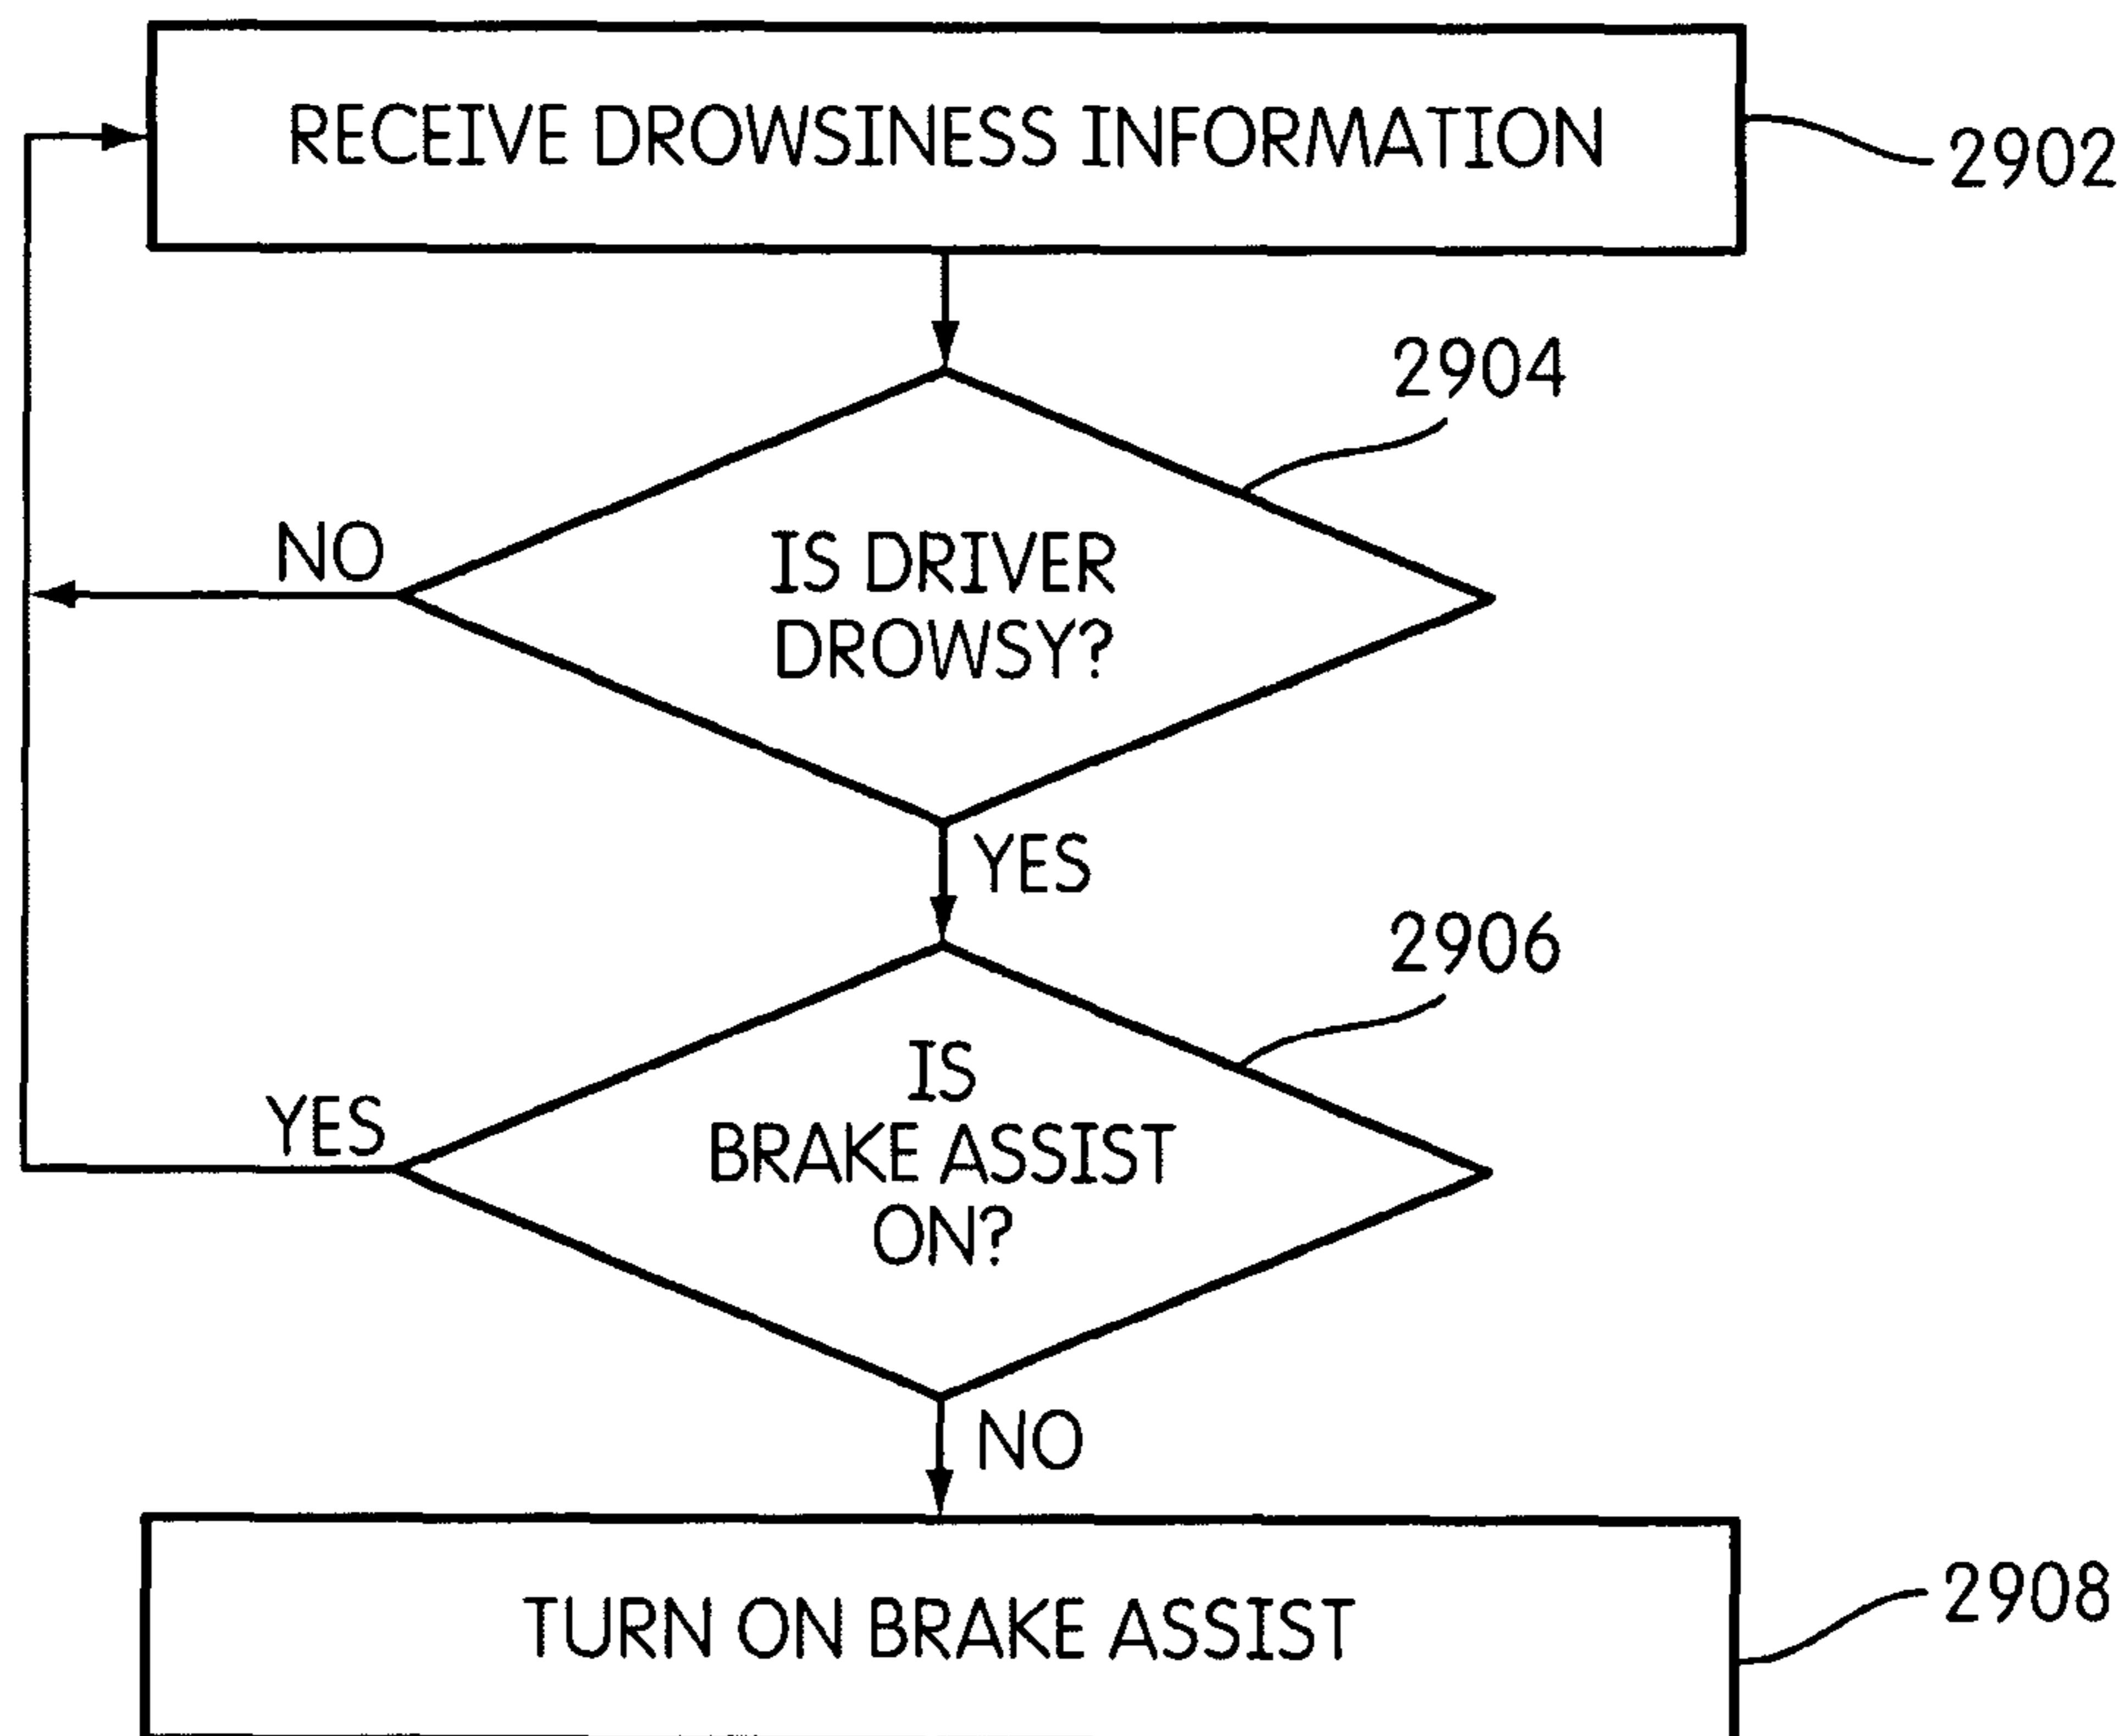 RECEIVE DROWSINESS INFORMATION
2902
2904
NO
IS DRIVER
DROWSY?
YES
2906
IS
BRAKE ASSIST
ON?
YES
NO
TURN ON BRAKE ASSIST
2908